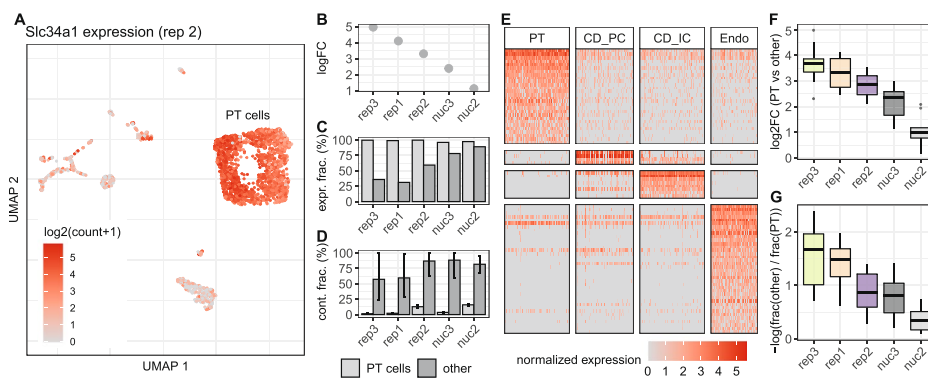 A
Slc34a1 expression (rep 2)
PT cells
UMAP 2
log2(count+1)
5
4
3
2
1
0
UMAP 1
B
logFC
5
4
3
2
1
rep3
rep1
rep2
nuc3
nuc2
C
expr. frac. (%)
100
75
50
25
0
rep3
rep1
rep2
nuc3
nuc2
D
cont. frac. (%)
100
75
50
25
0
rep3
rep1
rep2
nuc3
nuc2
PT cells
other
E
PT
CD_PC
CD_IC
Endo
normalized expression
0 1 2 3 4 5
F
log2FC (PT vs other)
5
4
3
2
1
0
rep3
rep1
rep2
nuc3
nuc2
G
−log(frac(other) / frac(PT))
2
1
0
rep3
rep1
rep2
nuc3
nuc2